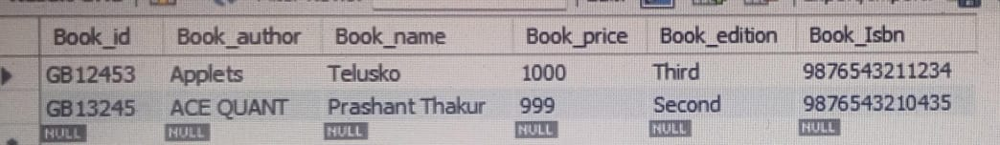 Book_id Book_author Book_name Book_price Book_edition Book_Isbn
GB12453 Applets Telusko 1000 Third 9876543211234
GB13245 ACE QUANT Prashant Thakur 999 Second 9876543210435
NULL NULL NULL NULL NULL NULL